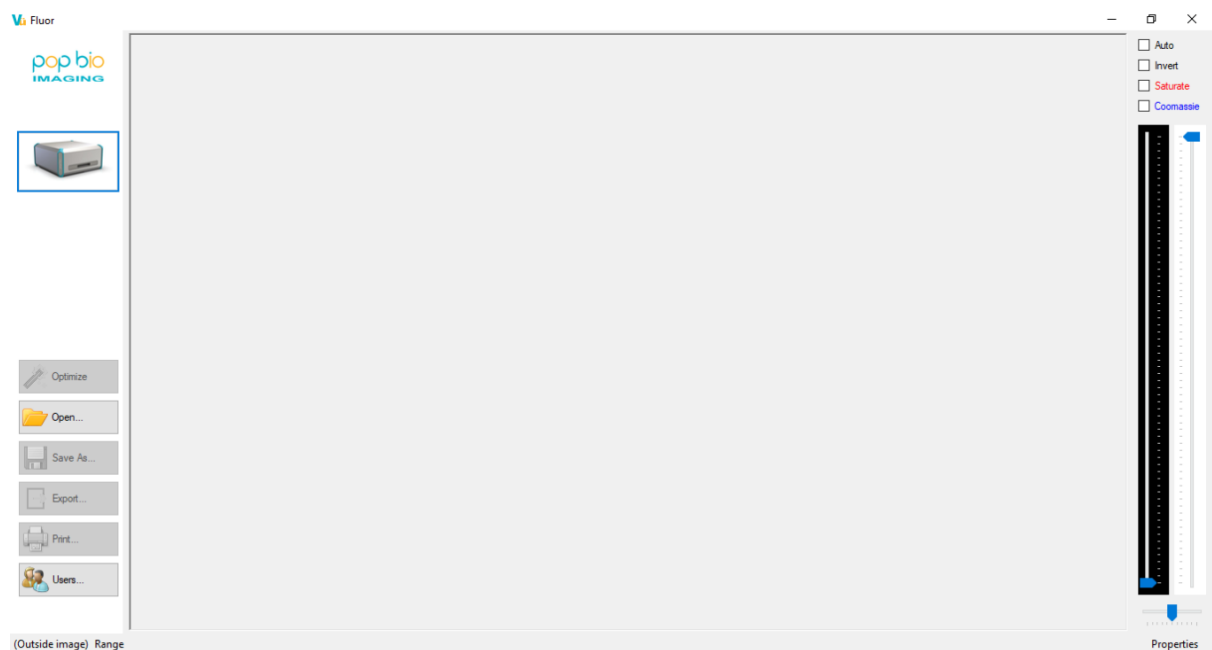 Fluor
pop bio
IMAGING
Auto
Invert
Saturate
Coomassie
Optimize
Open...
Save As...
Export...
Print...
Users...
(Outside image) Range
Properties